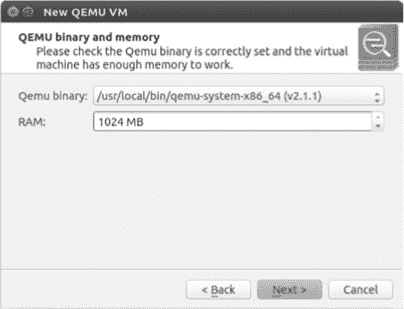 New QEMU VM
QEMU binary and memory
Please check the Qemu binary is correctly set and the virtual
machine has enough memory to work.
Qemu binary: /usr/local/bin/qemu-system-x86_64 (v2.1.1)
RAM: 1024 MB
< Back Next > Cancel